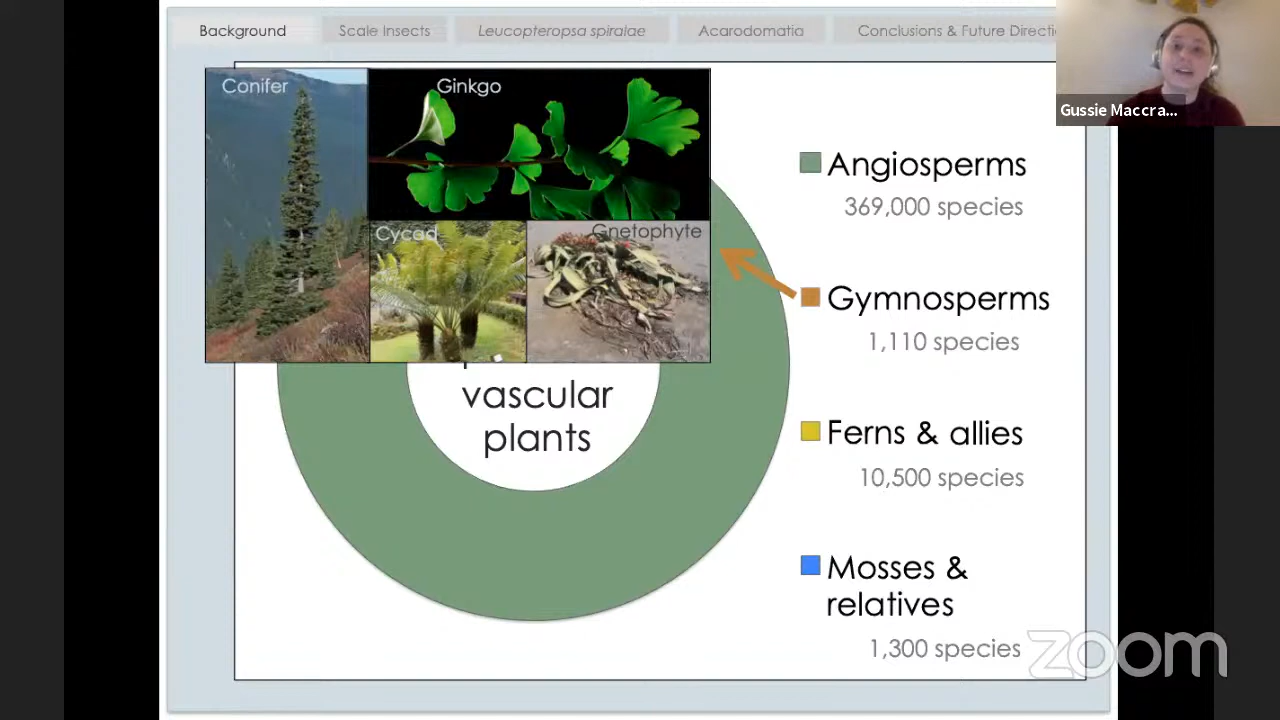 Background
Scale Insects
Leucopteropsa spiralae
Acarodomatia
Conclusions & Future Directi
Gussie Maccra...
Conifer
Ginkgo
Cycad
Gnetophyte
vascular
plants
Angiosperms
369,000 species
Gymnosperms
1,110 species
Ferns & allies
10,500 species
Mosses &
relatives
1,300 species
zoom